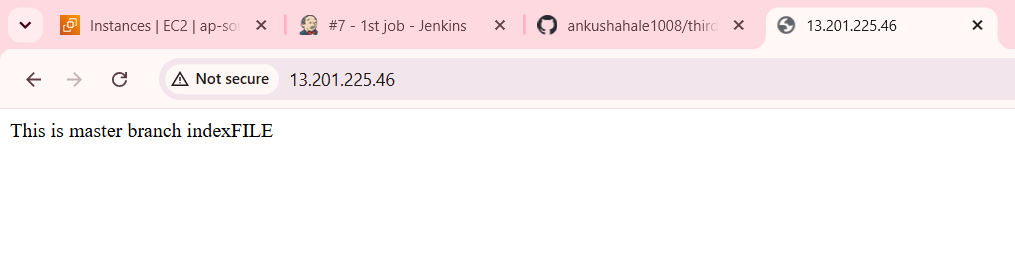 Instances | EC2 | ap-sou
#7 - 1st job - Jenkins
ankushahale1008/third
13.201.225.46
Not secure
13.201.225.46
This is master branch indexFILE